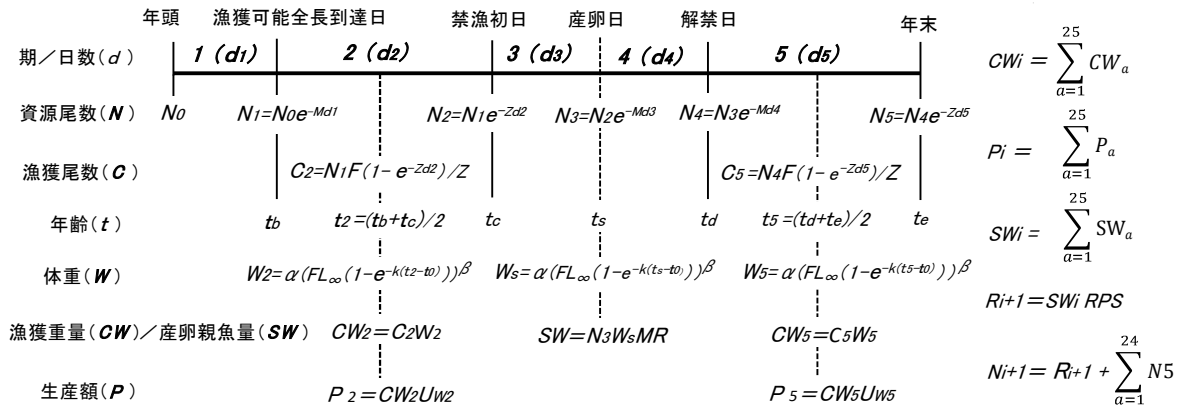 年頭 漁獲可能全長到達日 禁漁初日 産卵日 解禁日 年末
期／日数(d) 1 (d1) 2 (d2) 3 (d3) 4 (d4) 5 (d5)
資源尾数(N) N0 N1=N0e-Md1 N2=N1e-Zd2 N3=N2e-Md3 N4=N3e-Md4 N5=N4e-Zd5
漁獲尾数(C) C2=N1F(1- e-Zd2)/Z C5=N4F(1- e-Zd5)/Z
年齢(t) tb t2=(tb+tc)/2 tc ts td t5=(td+te)/2 te
体重(W) W2=α(FL∞(1-e-k(t2-t0)))β Ws=α(FL∞(1-e-k(ts-t0)))β W5=α(FL∞(1-e-k(t5-t0)))β
漁獲重量(CW)／産卵親魚量(SW) CW2=C2W2 SW=N3WsMR CW5=C5W5
生産額(P) P 2=CW2UW2 P 5=CW5UW5
25
CWi = ∑ CWa
a=1
25
Pi = ∑ Pa
a=1
25
SWi = ∑ SWa
a=1
Ri+1=SWi RPS
24
Ni+1= Ri+1 + ∑ N5
a=1